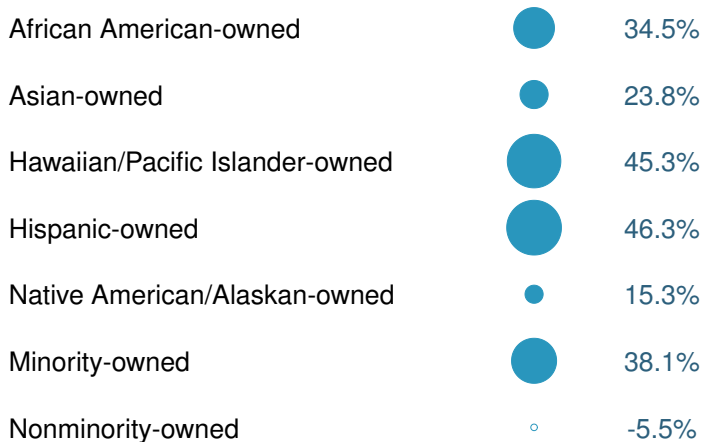 African American-owned 34.5%
Asian-owned 23.8%
Hawaiian/Pacific Islander-owned 45.3%
Hispanic-owned 46.3%
Native American/Alaskan-owned 15.3%
Minority-owned 38.1%
Nonminority-owned -5.5%